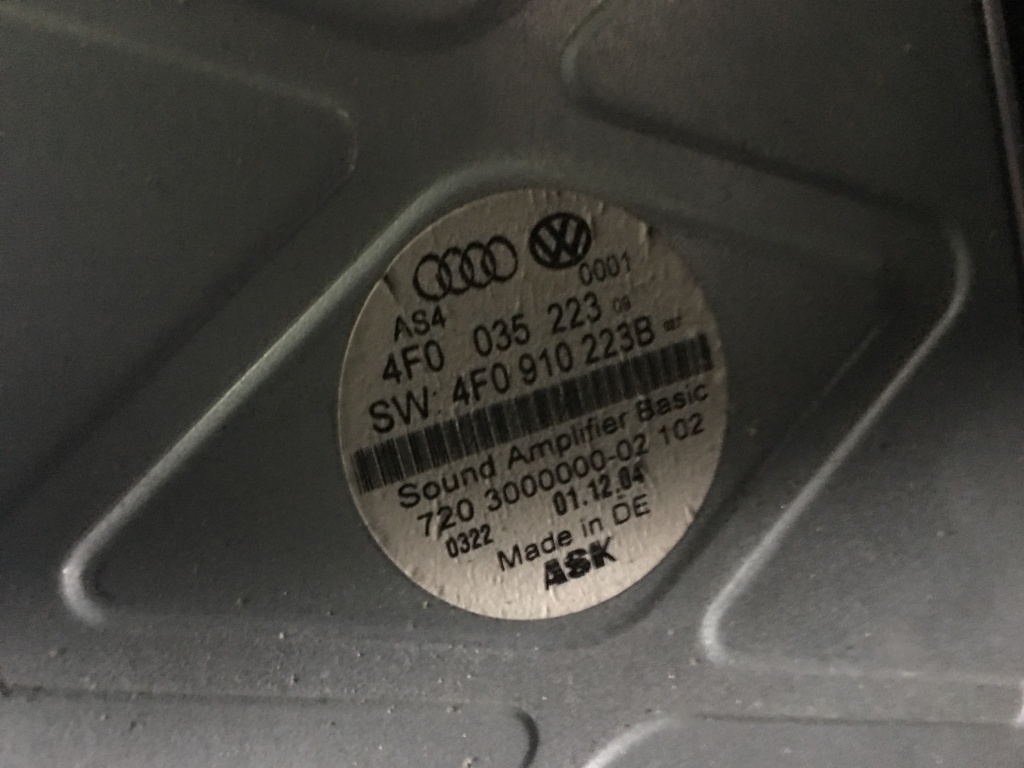 0001
AS4
4F0 035 223 09
SW: 4F0 910 223B
Sound Amplifier Basic
720 3000000-02 102
0322 01.12.04
Made in DE
ASK